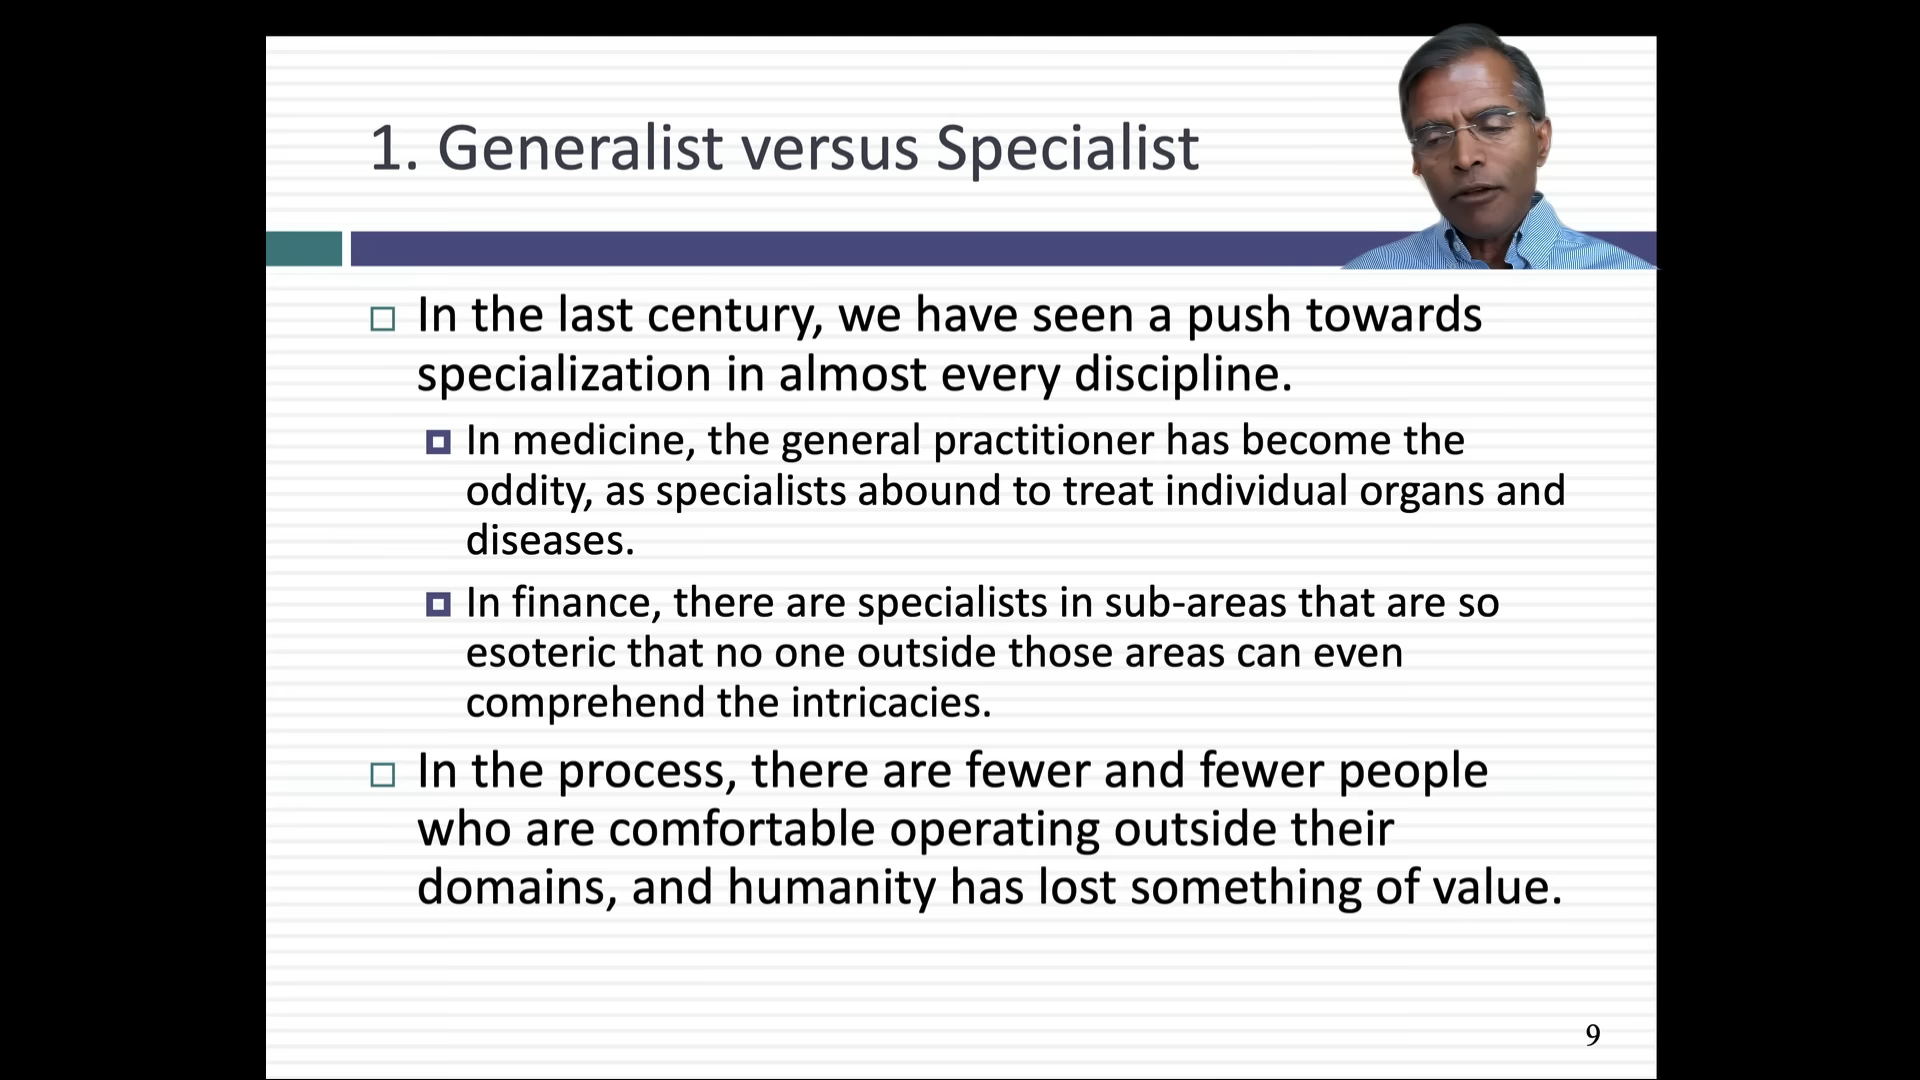 1. Generalist versus Specialist
In the last century, we have seen a push towards
specialization in almost every discipline.
In medicine, the general practitioner has become the
oddity, as specialists abound to treat individual organs and
diseases.
In finance, there are specialists in sub-areas that are so
esoteric that no one outside those areas can even
comprehend the intricacies.
In the process, there are fewer and fewer people
who are comfortable operating outside their
domains, and humanity has lost something of value.
9